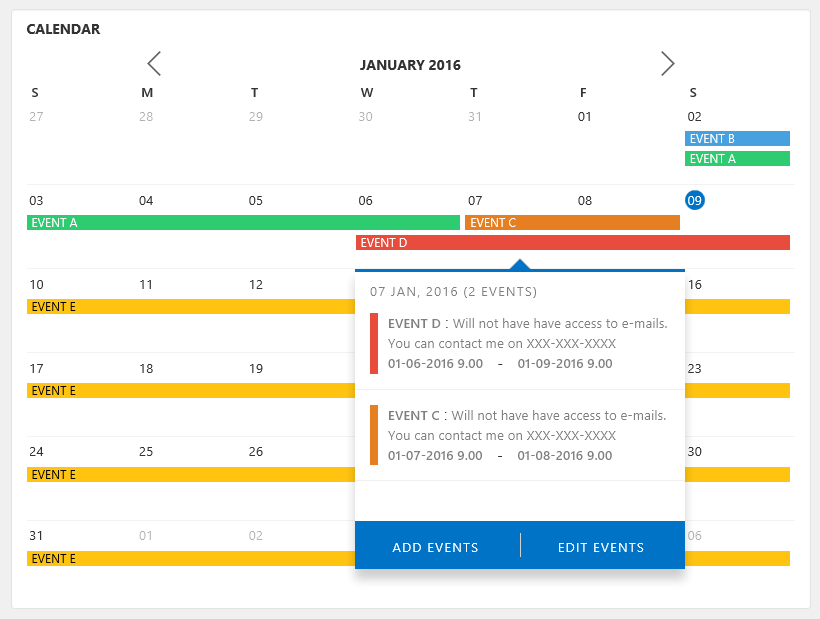 CALENDAR
JANUARY 2016
S M T W T F S
27 28 29 30 31 01 02
EVENT B
EVENT A
03 04 05 06 07 08 09
EVENT A EVENT C
EVENT D
10 11 12 16
EVENT E
17 18 19 23
EVENT E
24 25 26 30
EVENT E
31 01 02 06
EVENT E
07 JAN, 2016 (2 EVENTS)
EVENT D : Will not have have access to e-mails.
You can contact me on XXX-XXX-XXXX
01-06-2016 9.00 - 01-09-2016 9.00
EVENT C : Will not have have access to e-mails.
You can contact me on XXX-XXX-XXXX
01-07-2016 9.00 - 01-08-2016 9.00
ADD EVENTS EDIT EVENTS